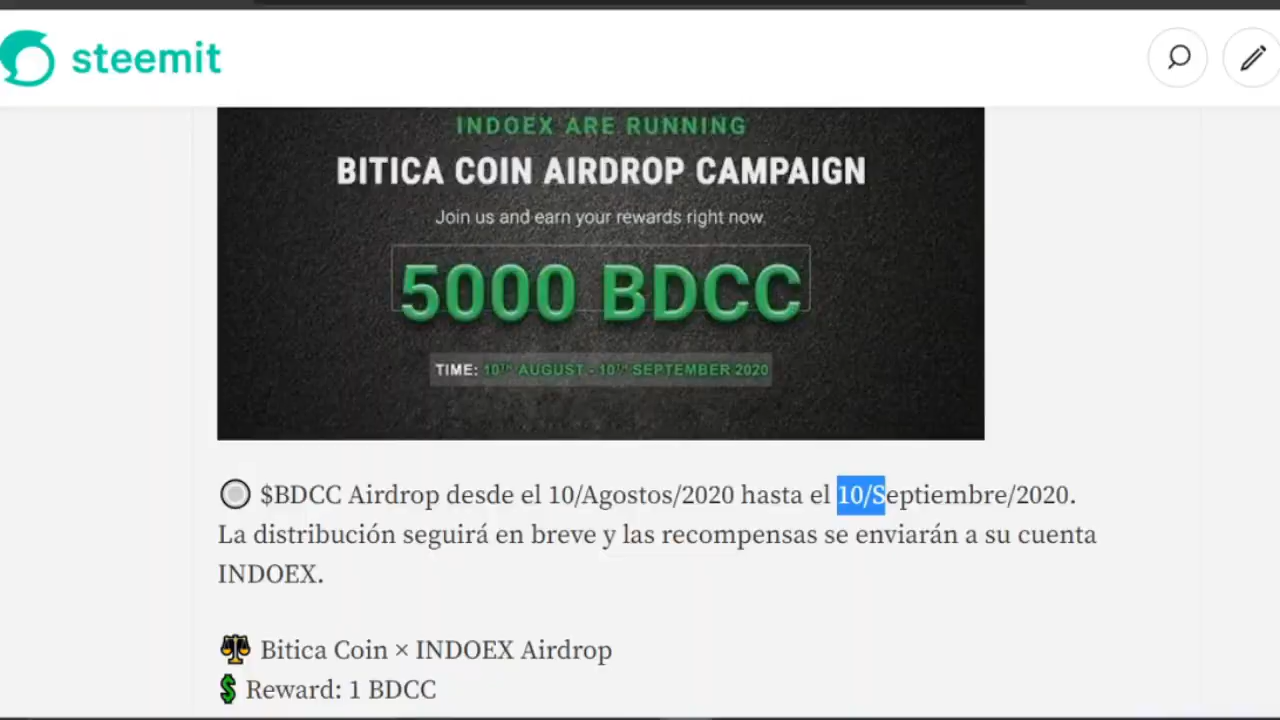 steemit
INDOEX ARE RUNNING
BITICA COIN AIRDROP CAMPAIGN
Join us and earn your rewards right now.
5000 BDCC
TIME: 10TH AUGUST - 10TH SEPTEMBER 2020
$BDCC Airdrop desde el 10/Agostos/2020 hasta el 10/Septiembre/2020.
La distribución seguirá en breve y las recompensas se enviarán a su cuenta
INDOEX.
Bitica Coin × INDOEX Airdrop
Reward: 1 BDCC